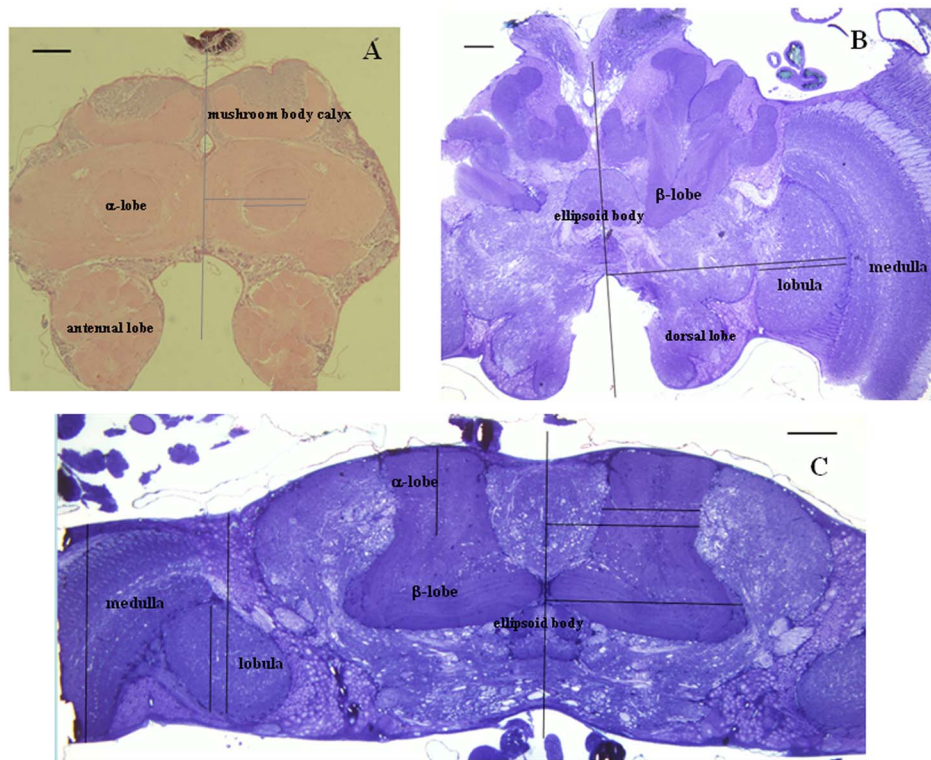 A
mushroom body calyx
α-lobe
antennal lobe
B
β-lobe
ellipsoid body
medulla
lobula
dorsal lobe
C
α-lobe
medulla
β-lobe
ellipsoid body
lobula